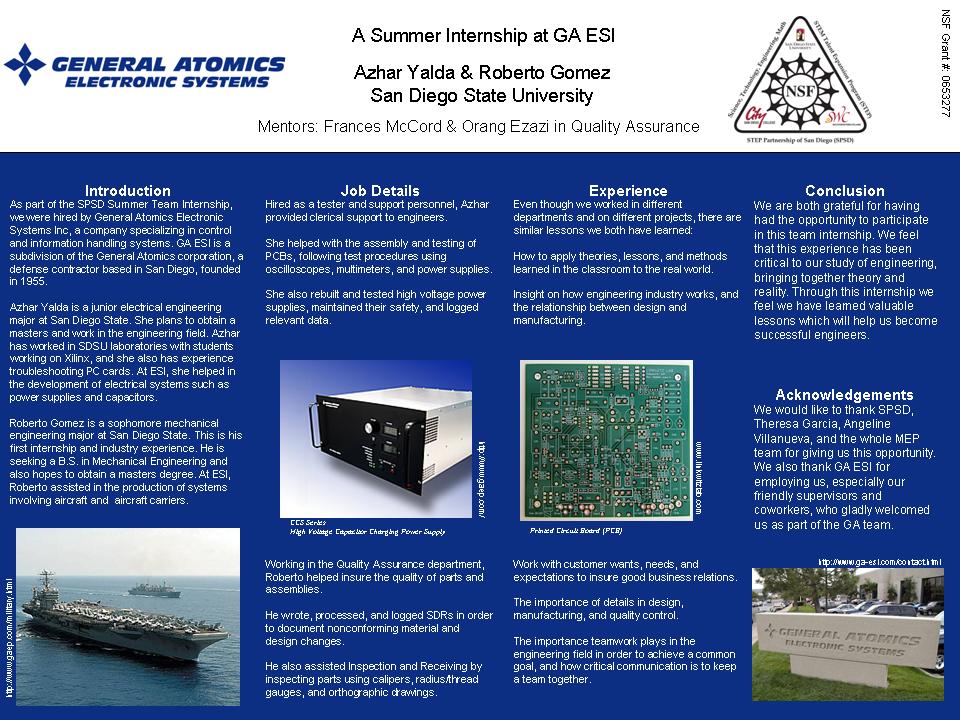 GENERAL ATOMICS
ELECTRONIC SYSTEMS
A Summer Internship at GA ESI
Azhar Yalda & Roberto Gomez
San Diego State University
Mentors: Frances McCord & Orang Ezazi in Quality Assurance
Science, Technology, Engineering, Math
STEM Talent Expansion Program (STEP)
SAN DIEGO STATE
UNIVERSITY
NSF
City
SWC
STEP Partnership of San Diego (SPSD)
NSF Grant #: 0653277
Introduction
As part of the SPSD Summer Team Internship,
we were hired by General Atomics Electronic
Systems Inc, a company specializing in control
and information handling systems. GA ESI is a
subdivision of the General Atomics corporation, a
defense contractor based in San Diego, founded
in 1955.
Azhar Yalda is a junior electrical engineering
major at San Diego State. She plans to obtain a
masters and work in the engineering field. Azhar
has worked in SDSU laboratories with students
working on Xilinx, and she also has experience
troubleshooting PC cards. At ESI, she helped in
the development of electrical systems such as
power supplies and capacitors.
Roberto Gomez is a sophomore mechanical
engineering major at San Diego State. This is his
first internship and industry experience. He is
seeking a B.S. in Mechanical Engineering and
also hopes to obtain a masters degree. At ESI,
Roberto assisted in the production of systems
involving aircraft and aircraft carriers.
http://www.gaep.com/military.html
Job Details
Hired as a tester and support personnel, Azhar
provided clerical support to engineers.
She helped with the assembly and testing of
PCBs, following test procedures using
oscilloscopes, multimeters, and power supplies.
She also rebuilt and tested high voltage power
supplies, maintained their safety, and logged
relevant data.
http://www.gaep.com/
CCS Series
High Voltage Capacitor Charging Power Supply
Working in the Quality Assurance department,
Roberto helped insure the quality of parts and
assemblies.
He wrote, processed, and logged SDRs in order
to document nonconforming material and
design changes.
He also assisted Inspection and Receiving by
inspecting parts using calipers, radius/thread
gauges, and orthographic drawings.
Experience
Even though we worked in different
departments and on different projects, there are
similar lessons we both have learned:
How to apply theories, lessons, and methods
learned in the classroom to the real world.
Insight on how engineering industry works, and
the relationship between design and
manufacturing.
www.linkwitzlab.com
Printed Circuit Board (PCB)
Work with customer wants, needs, and
expectations to insure good business relations.
The importance of details in design,
manufacturing, and quality control.
The importance teamwork plays in the
engineering field in order to achieve a common
goal, and how critical communication is to keep
a team together.
Conclusion
We are both grateful for having
had the opportunity to participate
in this team internship. We feel
that this experience has been
critical to our study of engineering,
bringing together theory and
reality. Through this internship we
feel we have learned valuable
lessons which will help us become
successful engineers.
Acknowledgements
We would like to thank SPSD,
Theresa Garcia, Angeline
Villanueva, and the whole MEP
team for giving us this opportunity.
We also thank GA ESI for
employing us, especially our
friendly supervisors and
coworkers, who gladly welcomed
us as part of the GA team.
http://www.ga-esi.com/contact.html
GENERAL ATOMICS
ELECTRONIC
SYSTEMS